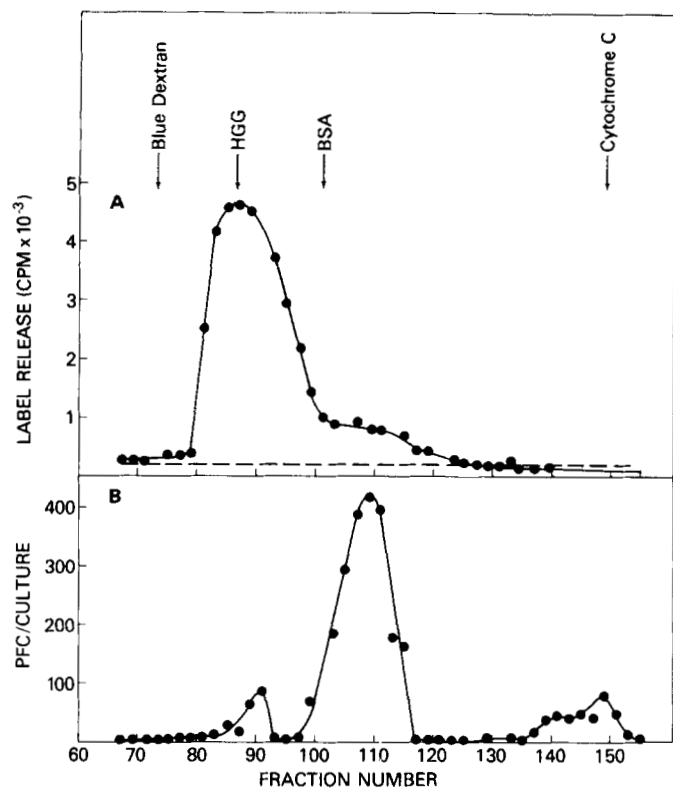 Blue Dextran
HGG
BSA
Cytochrome C
A
LABEL RELEASE (CPM x 10-3)
5
4
3
2
1
B
PFC/CULTURE
400
300
200
100
60 70 80 90 100 110 120 130 140 150
FRACTION NUMBER